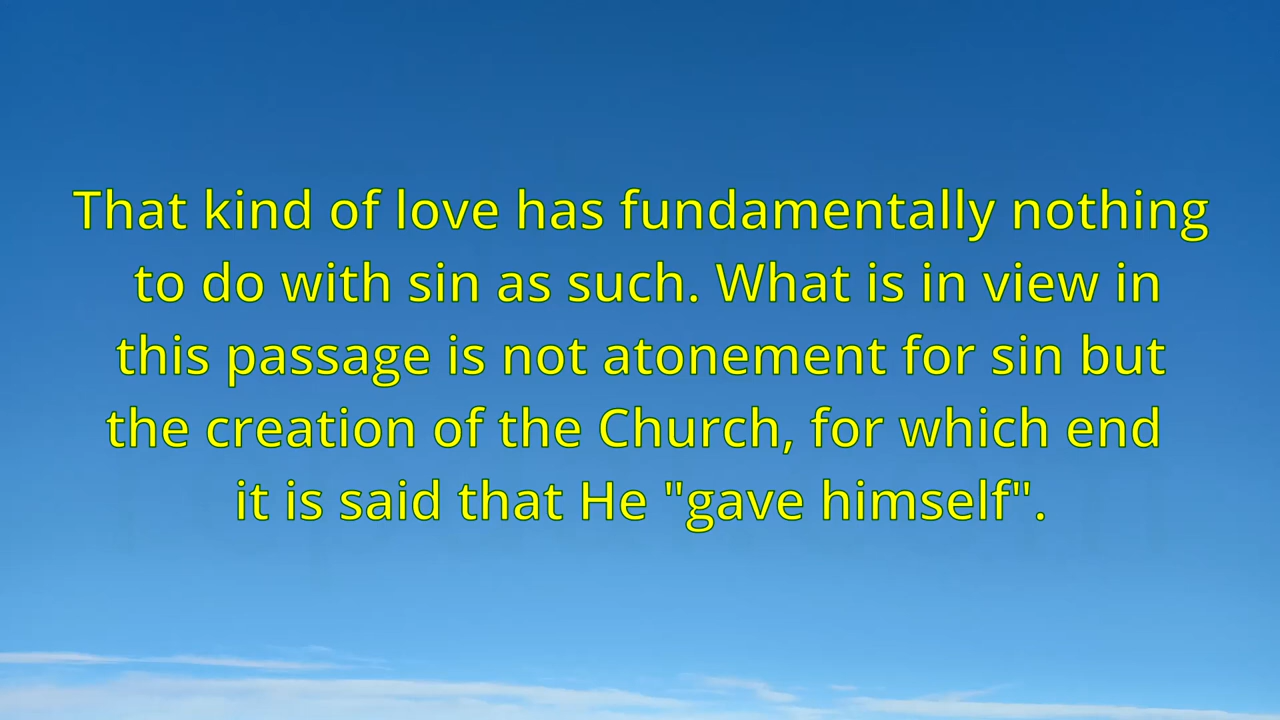 That kind of love has fundamentally nothing
to do with sin as such. What is in view in
this passage is not atonement for sin but
the creation of the Church, for which end
it is said that He "gave himself".